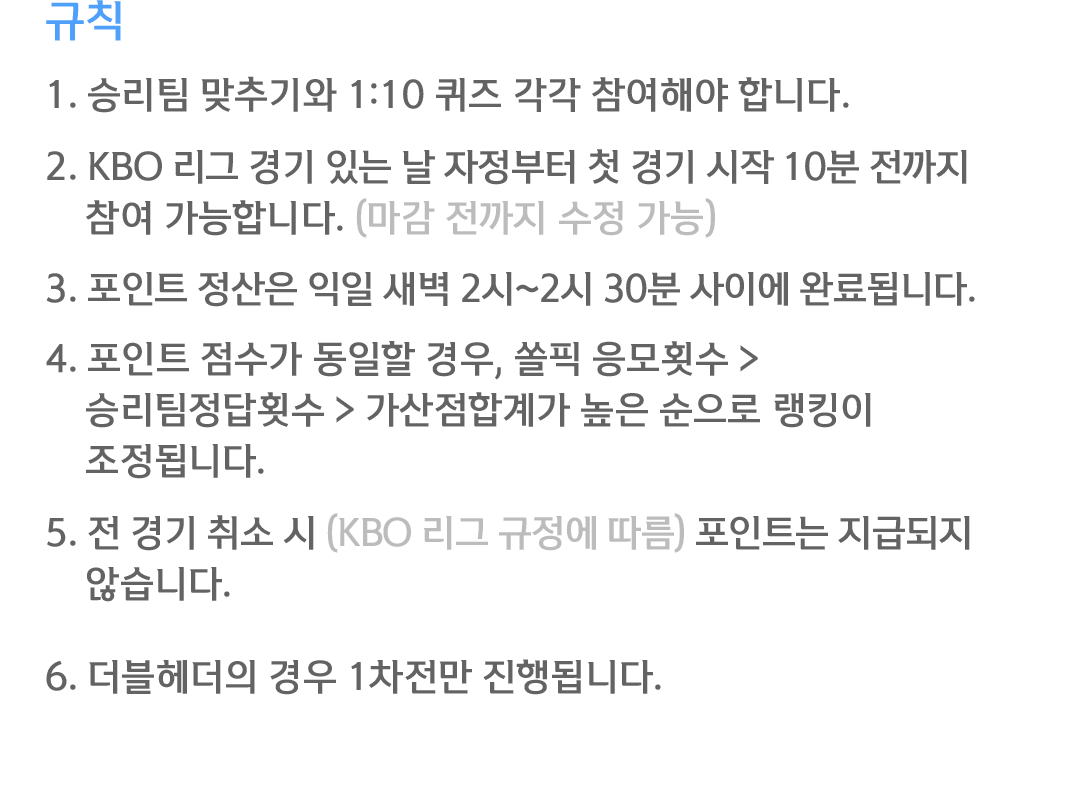 규칙
1. 승리팀 맞추기와 1:10 퀴즈 각각 참여해야 합니다.
2. KBO 리그 경기 있는 날 자정부터 첫 경기 시작 10분 전까지
참여 가능합니다. (마감 전까지 수정 가능)
3. 포인트 정산은 익일 새벽 2시~2시 30분 사이에 완료됩니다.
4. 포인트 점수가 동일할 경우, 쏠픽 응모횟수 >
승리팀정답횟수 > 가산점합계가 높은 순으로 랭킹이
조정됩니다.
5. 전 경기 취소 시 (KBO 리그 규정에 따름) 포인트는 지급되지
않습니다.
6. 더블헤더의 경우 1차전만 진행됩니다.